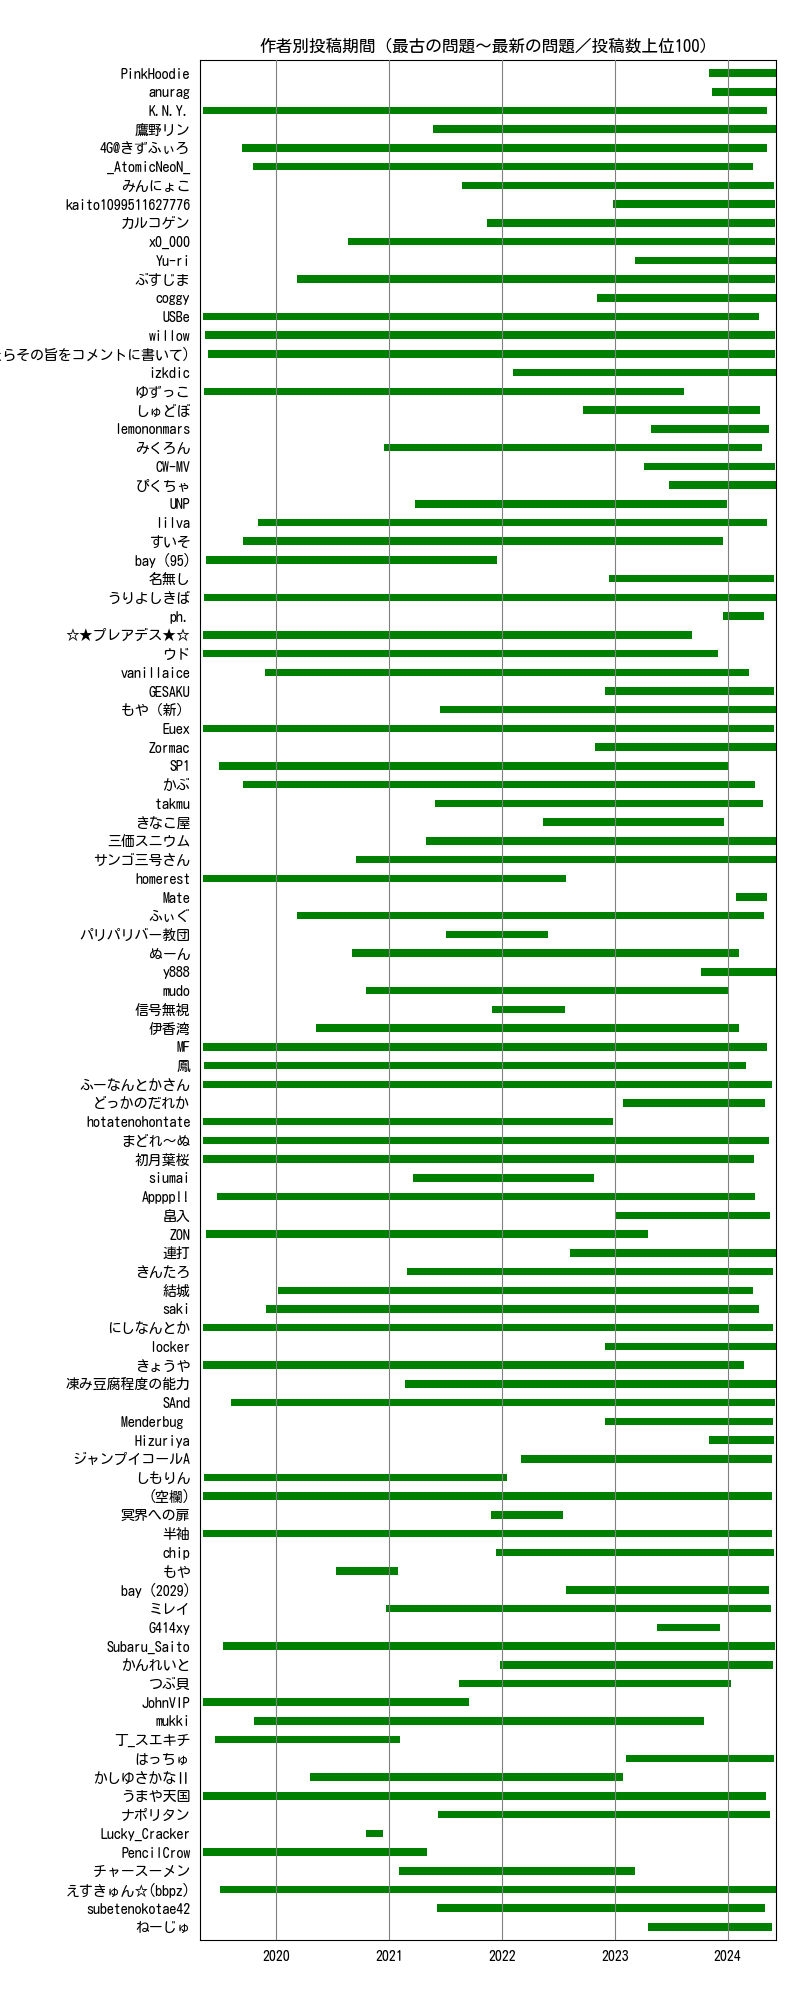 作者別投稿期間（最古の問題～最新の問題／投稿数上位100）
PinkHoodie
anurag
K.N.Y.
鷹野リン
4G@きずふぃろ
_AtomicNeoN_
みんにょこ
kaito1099511627776
カルコゲン
x0_000
Yu-ri
ぶすじま
coggy
USBe
willow
らその旨をコメントに書いて）
izkdic
ゆずっこ
しゅどぼ
lemononmars
みくろん
CW-MV
ぴくちゃ
UNP
lilva
すいそ
bay (95)
名無し
うりよしきば
ph.
☆★プレアデス★☆
ウド
vanillaice
GESAKU
もや（新）
Euex
Zormac
SP1
かぶ
takmu
きなこ屋
三価スニウム
サンゴ三号さん
homerest
Mate
ふぃぐ
パリパリバー教団
ぬーん
y888
mudo
信号無視
伊香湾
MF
鳳
ふーなんとかさん
どっかのだれか
hotatenohontate
まどれ～ぬ
初月葉桜
siumai
Appppll
畠入
ZON
連打
きんたろ
結城
saki
にしなんとか
locker
きょうや
凍み豆腐程度の能力
SAnd
Menderbug
Hizuriya
ジャンプイコールA
しもりん
(空欄)
冥界への扉
半袖
chip
もや
bay (2029)
ミレイ
G414xy
Subaru_Saito
かんれいと
つぶ貝
JohnVIP
mukki
丁_スエキチ
はっちゅ
かしゆさかなII
うまや天国
ナポリタン
Lucky_Cracker
PencilCrow
チャースーメン
えすきゅん☆(bbpz)
subetenokotae42
ねーじゅ
2020 2021 2022 2023 2024